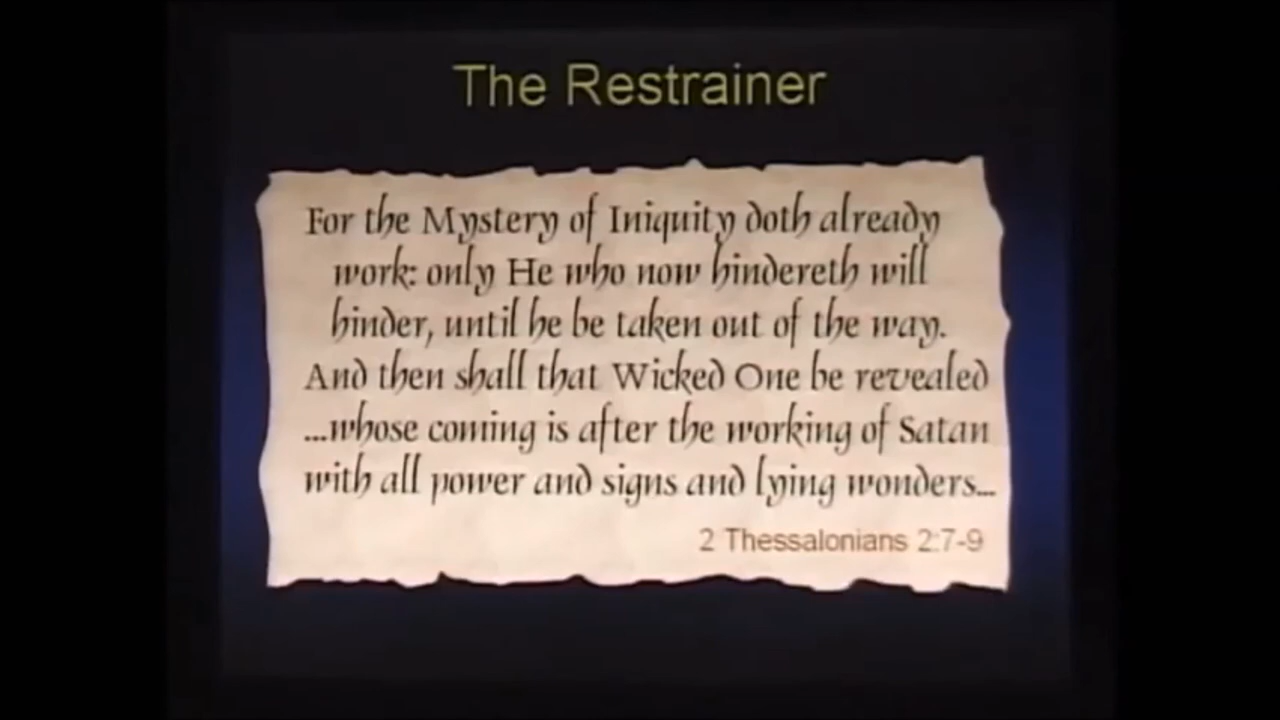 The Restrainer
For the Mystery of Iniquity doth already
work: only He who now hindereth will
hinder, until he be taken out of the way.
And then shall that Wicked One be revealed
...whose coming is after the working of Satan
with all power and signs and lying wonders...
2 Thessalonians 2:7-9